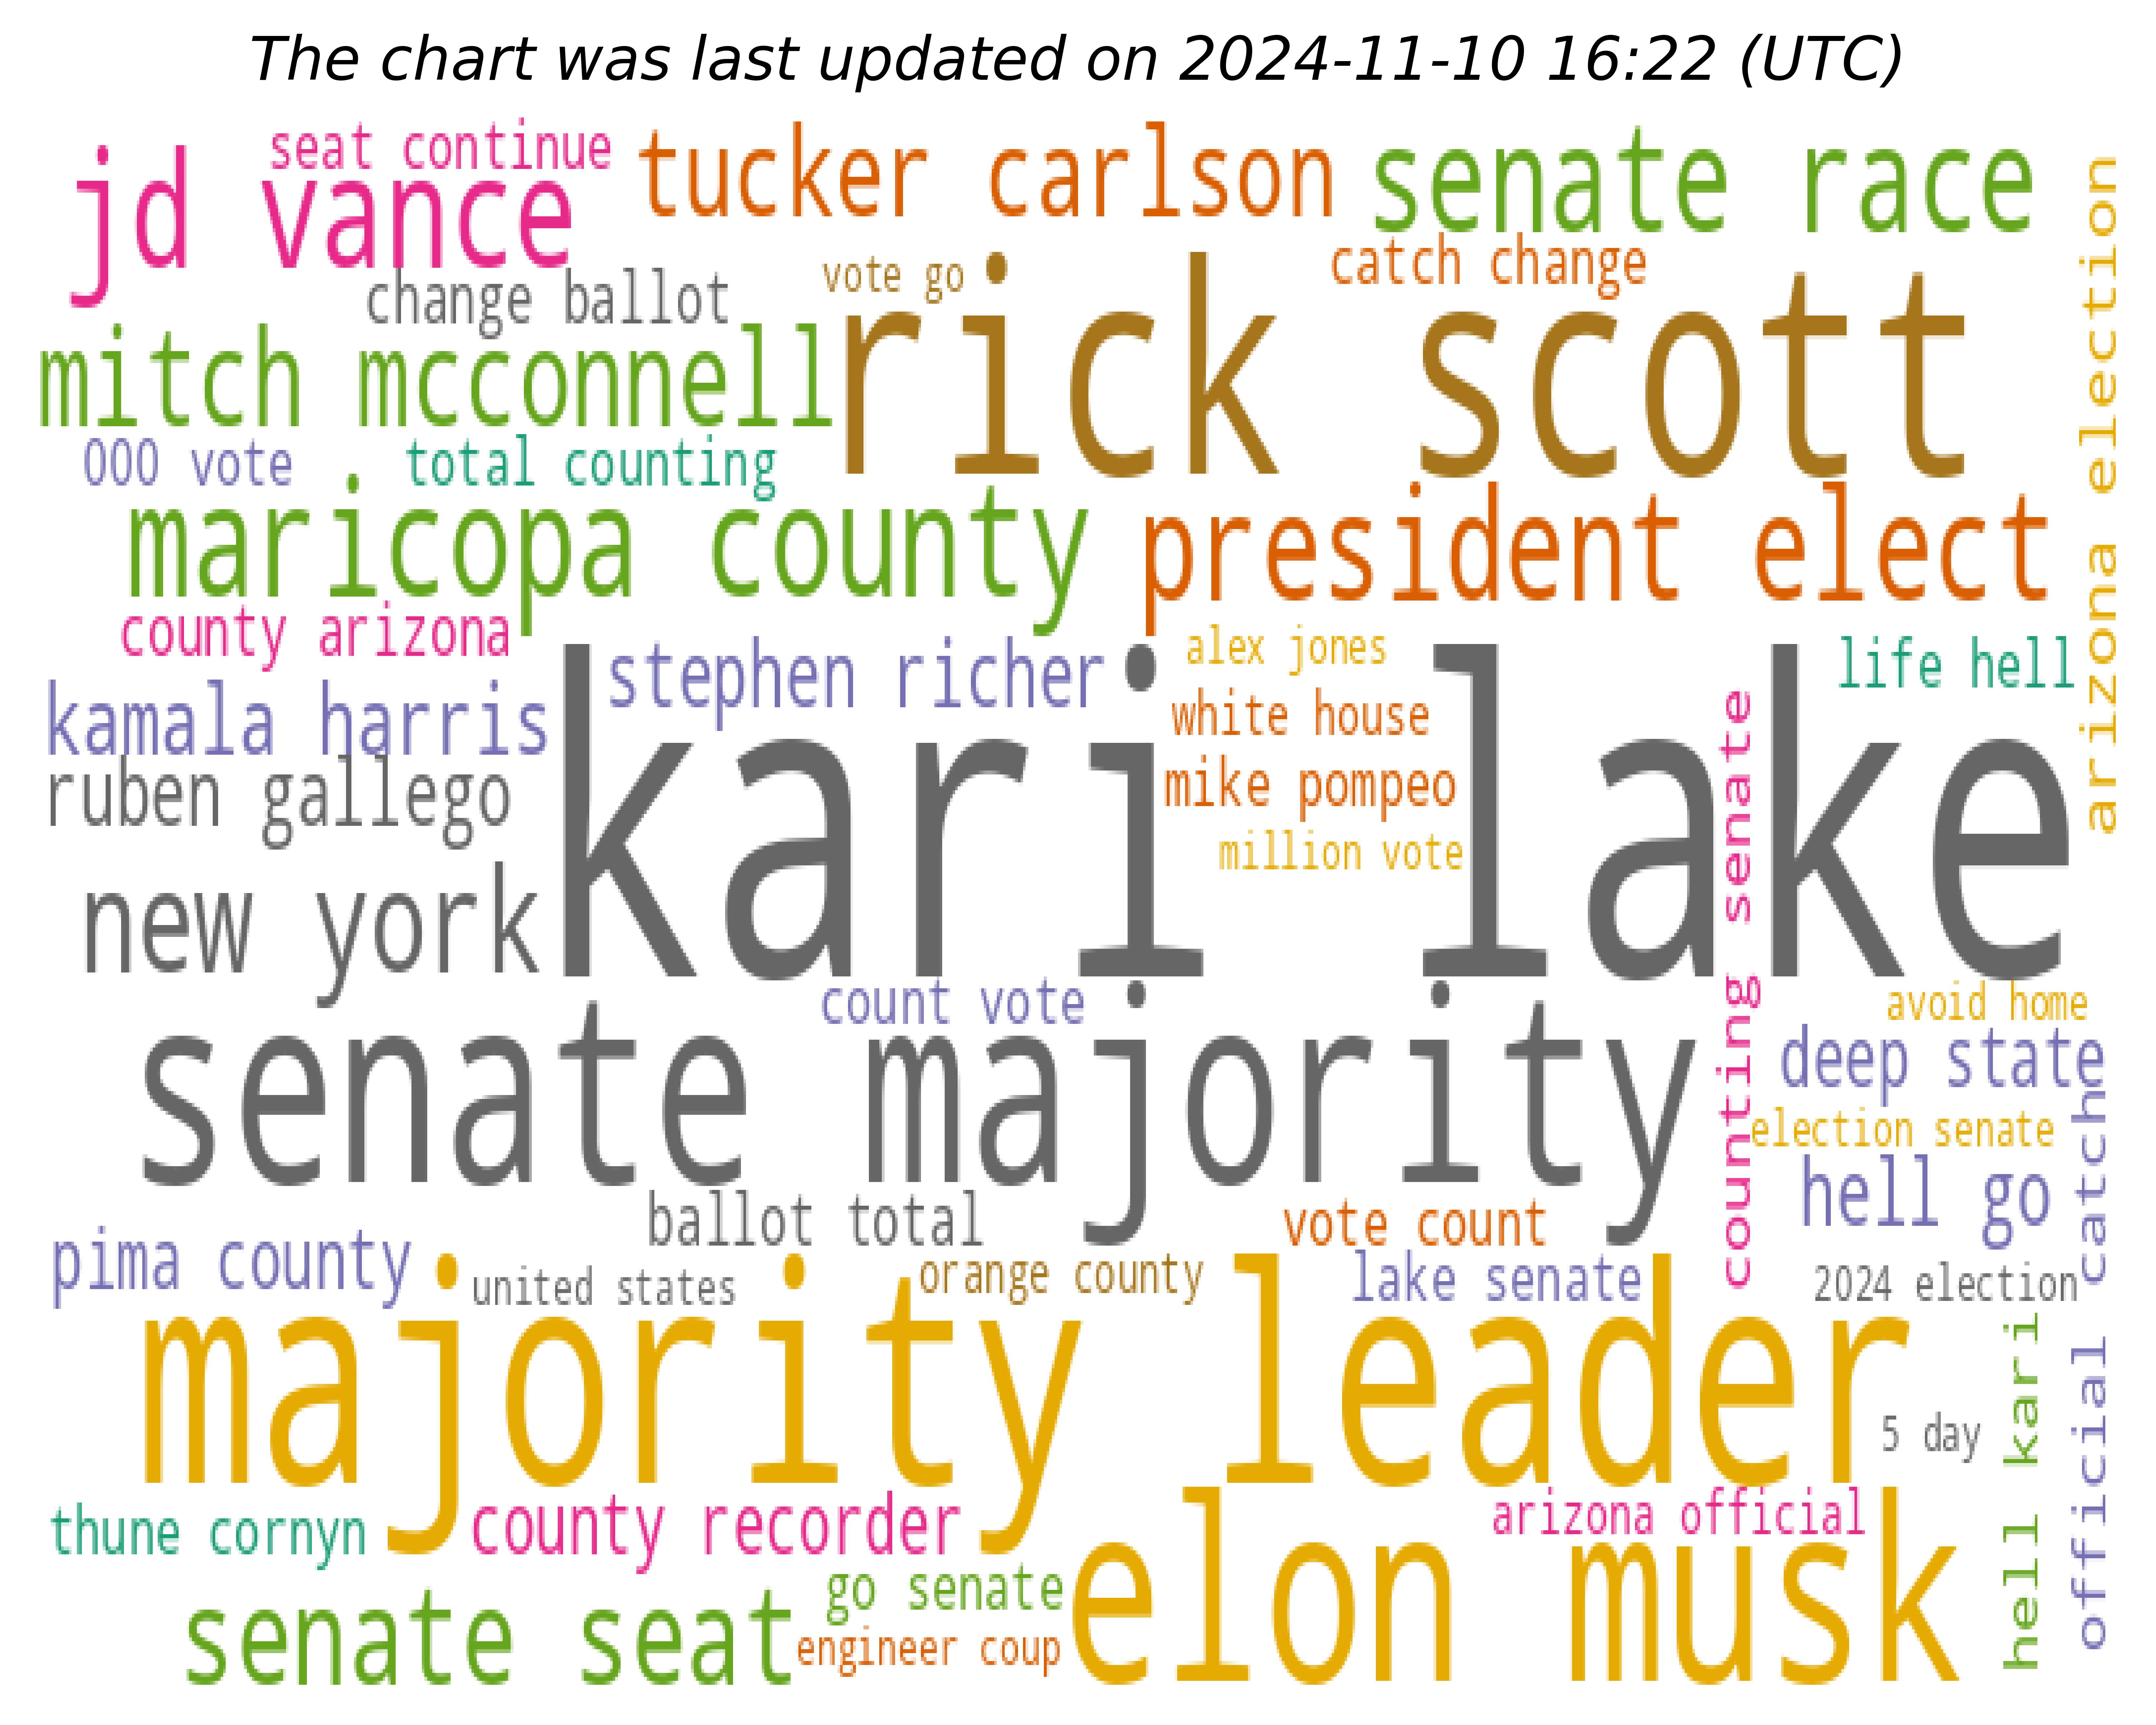 The chart was last updated on 2024-11-10 16:22 (UTC)
seat continue
jd vance
tucker carlson
senate race
arizona election
change ballot
vote go
catch change
mitch mcconnell
rick scott
000 vote
total counting
maricopa county
president elect
county arizona
stephen richer
alex jones
life hell
kamala harris
white house
ruben gallego
mike pompeo
kari lake
million vote
counting senate
new york
count vote
avoid home
senate majority
deep state
election senate
official catch
hell go
ballot total
vote count
pima county
united states
orange county
lake senate
2024 election
majority leader
5 day
hell kari
thune cornyn
county recorder
arizona official
elon musk
go senate
senate seat
engineer coup